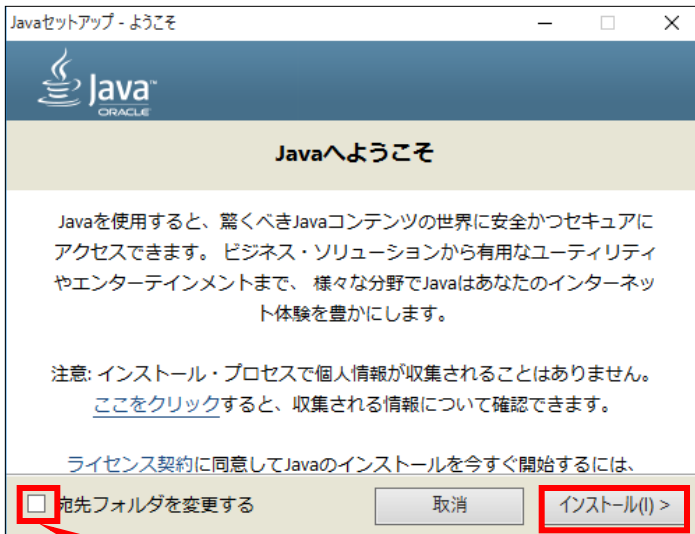 Javaセットアップ - ようこそ
Java™
ORACLE
Javaへようこそ
Javaを使用すると、驚くべきJavaコンテンツの世界に安全かつセキュアに
アクセスできます。 ビジネス・ソリューションから有用なユーティリティ
やエンターテインメントまで、 様々な分野でJavaはあなたのインターネッ
ト体験を豊かにします。
注意: インストール・プロセスで個人情報が収集されることはありません。
ここをクリックすると、収集される情報について確認できます。
ライセンス契約に同意してJavaのインストールを今すぐ開始するには、
宛先フォルダを変更する
取消
インストール(I) >